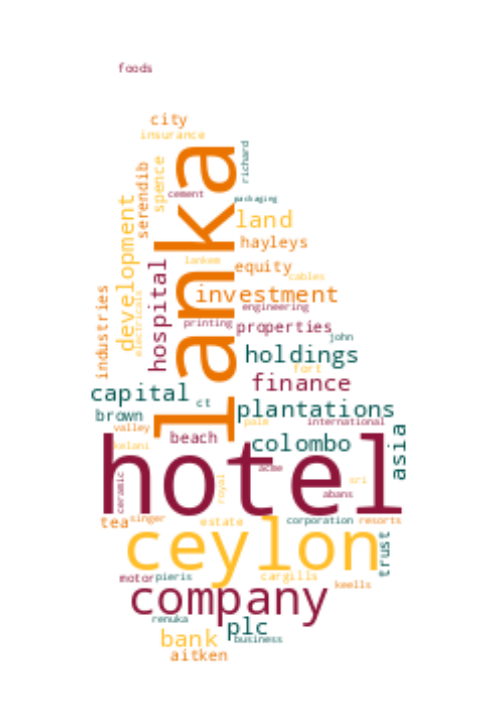 foods
city
insurance
richard
serendib
spence
cement
packaging
lanka
development
land
hayleys
hospital
lankem
equity
cables
industries
electricals
investment
engineering
printing
properties
john
holdings
fort
finance
capital
ct
plantations
brown
valley
pale
international
beach
colombo
asia
kelani
hotel
acme
ceramic
royal
sri
abans
tea
singer
estate
corporation
resorts
ceylon
trust
motor
pieris
cargills
keells
company
renuka
plc
bank
business
aitken